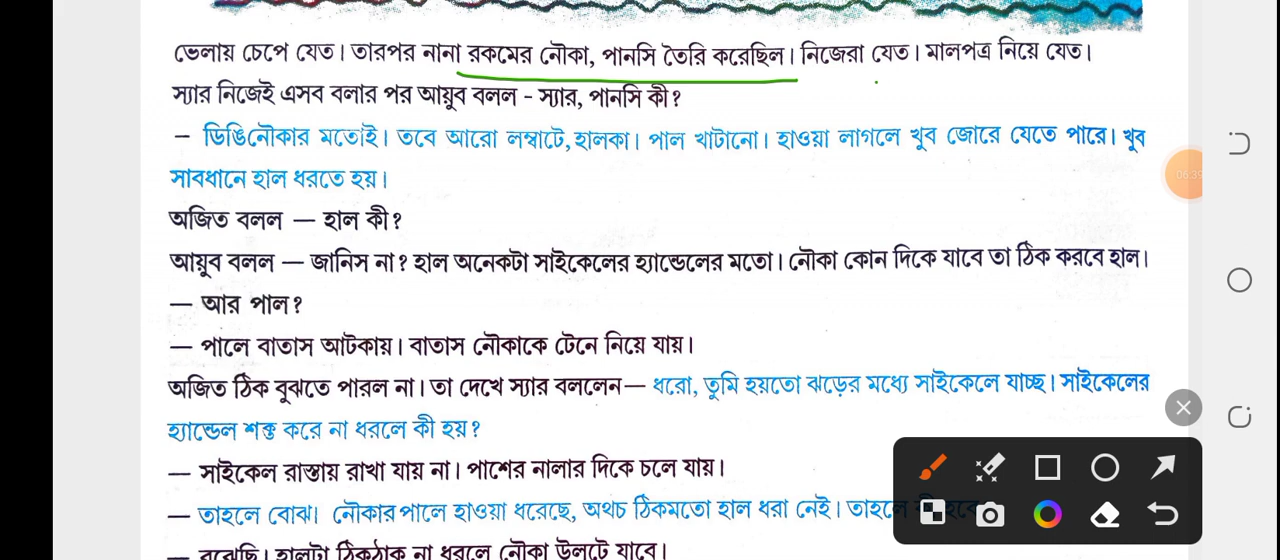 ভেলায় চেপে যেত। তারপর নানা রকমের নৌকা, পানসি তৈরি করেছিল। নিজেরা যেত। মালপত্র নিয়ে যেত।
স্যার নিজেই এসব বলার পর আয়ুব বলল - স্যার, পানসি কী?
– ডিঙিনৌকার মতোই। তবে আরো লম্বাটে, হালকা। পাল খাটানো। হাওয়া লাগলে খুব জোরে যেতে পারে। খুব
সাবধানে হাল ধরতে হয়।
06:39
অজিত বলল — হাল কী?
আয়ুব বলল — জানিস না? হাল অনেকটা সাইকেলের হ্যান্ডেলের মতো। নৌকা কোন দিকে যাবে তা ঠিক করবে হাল।
— আর পাল?
— পালে বাতাস আটকায়। বাতাস নৌকাকে টেনে নিয়ে যায়।
অজিত ঠিক বুঝতে পারল না। তা দেখে স্যার বললেন— ধরো, তুমি হয়তো ঝড়ের মধ্যে সাইকেলে যাচ্ছ। সাইকেলের
হ্যান্ডেল শক্ত করে না ধরলে কী হয়?
— সাইকেল রাস্তায় রাখা যায় না। পাশের নালার দিকে চলে যায়।
— তাহলে বোঝ। নৌকার পালে হাওয়া ধরেছে, অথচ ঠিকমতো হাল ধরা নেই। তাহলে
— বুঝেছি। হালটা ঠিকঠাক না ধরলে নৌকা উলটে যাবে।